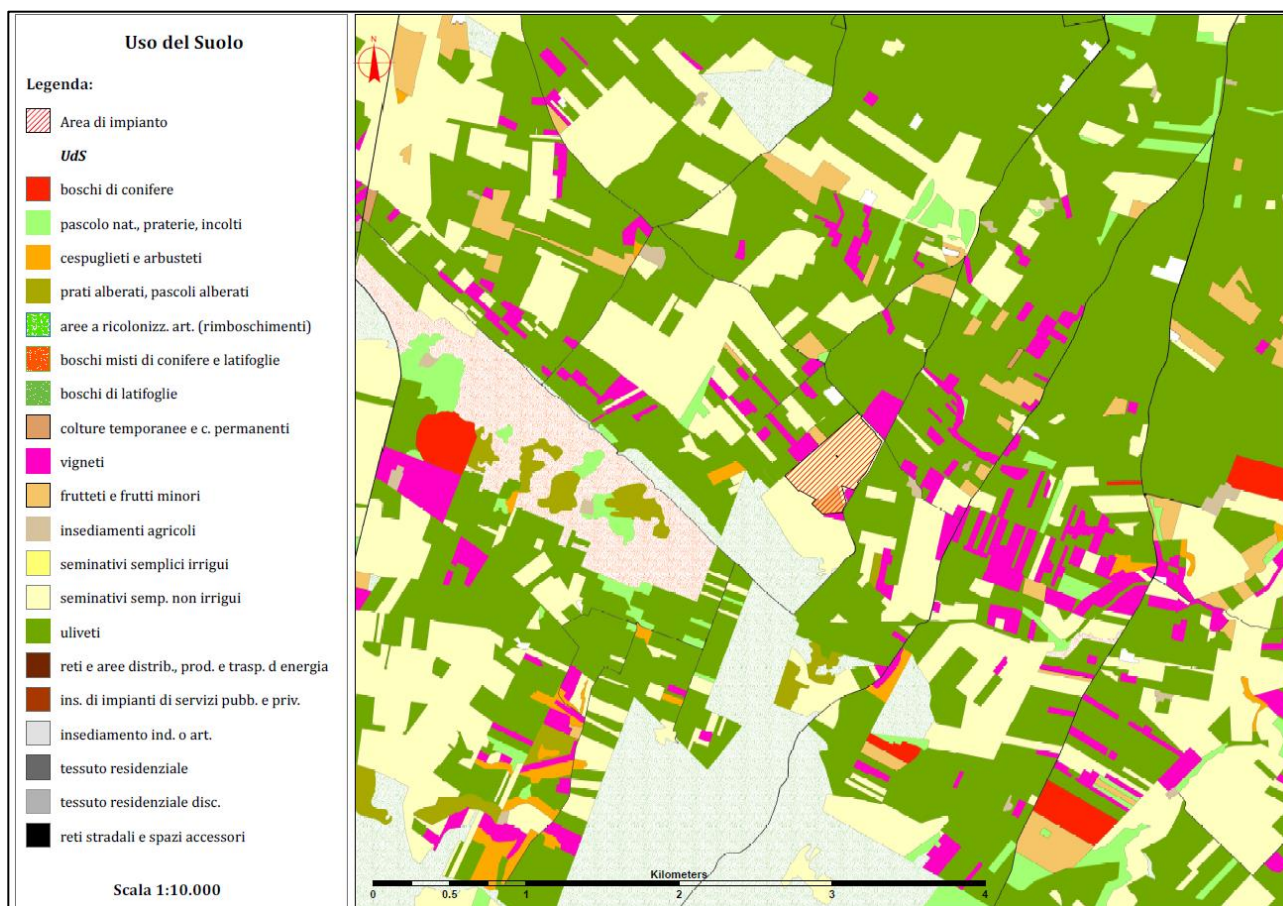 Uso del Suolo
N
Legenda:
Area di impianto
UdS
boschi di conifere
pascolo nat., praterie, incolti
cespuglieti e arbusteti
prati alberati, pascoli alberati
aree a ricolonizz. art. (rimboschimenti)
boschi misti di conifere e latifoglie
boschi di latifoglie
colture temporanee e c. permanenti
vigneti
frutteti e frutti minori
insediamenti agricoli
seminativi semplici irrigui
seminativi semp. non irrigui
uliveti
reti e aree distrib., prod. e trasp. d energia
ins. di impianti di servizi pubb. e priv.
insediamento ind. o art.
tessuto residenziale
tessuto residenziale disc.
reti stradali e spazi accessori
Scala 1:10.000
Kilometers
0 0.5 1 2 3 4